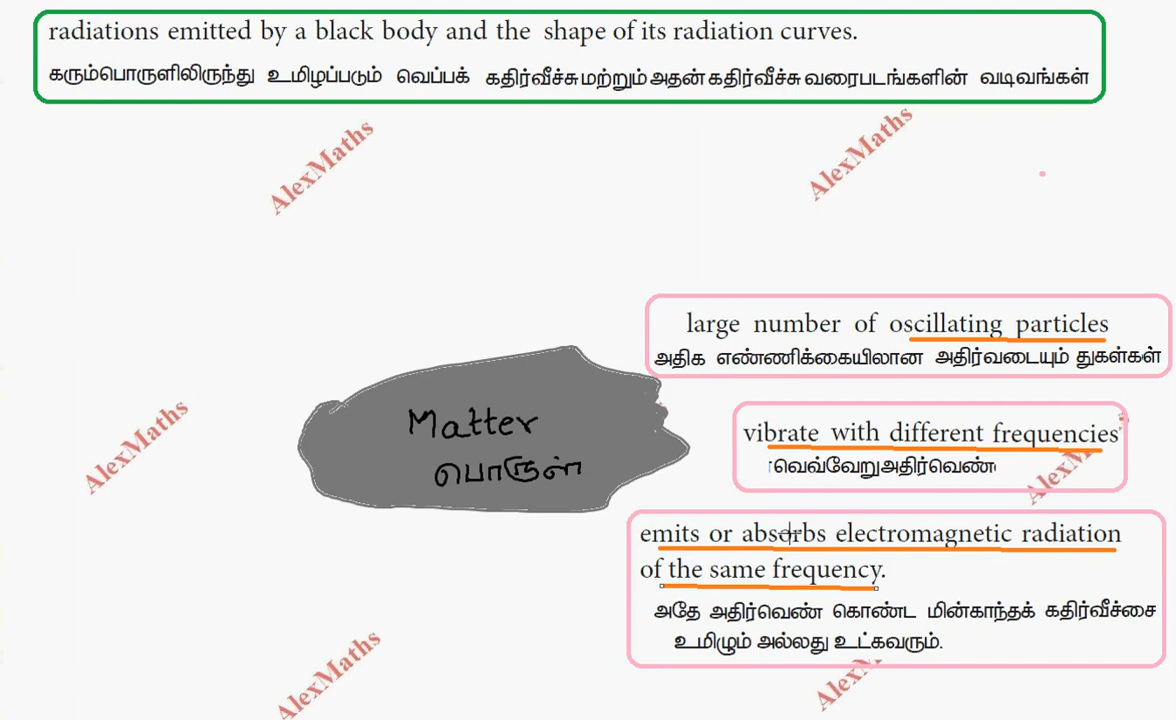 radiations emitted by a black body and the shape of its radiation curves.
கரும்பொருளிலிருந்து உமிழப்படும் வெப்பக் கதிர்வீச்சு மற்றும் அதன் கதிர்வீச்சு வரைபடங்களின் வடிவங்கள்
AlexMaths
AlexMaths
large number of oscillating particles
அதிக எண்ணிக்கையிலான அதிர்வடையும் துகள்கள்
Matter
பொருள்
AlexMaths
vibrate with different frequencies
வெவ்வேறு அதிர்வெண்
AlexM
emits or absorbs electromagnetic radiation
of the same frequency.
அதே அதிர்வெண் கொண்ட மின்காந்தக் கதிர்வீச்சை
உமிழும் அல்லது உட்கவரும்.
AlexMaths
AlexM